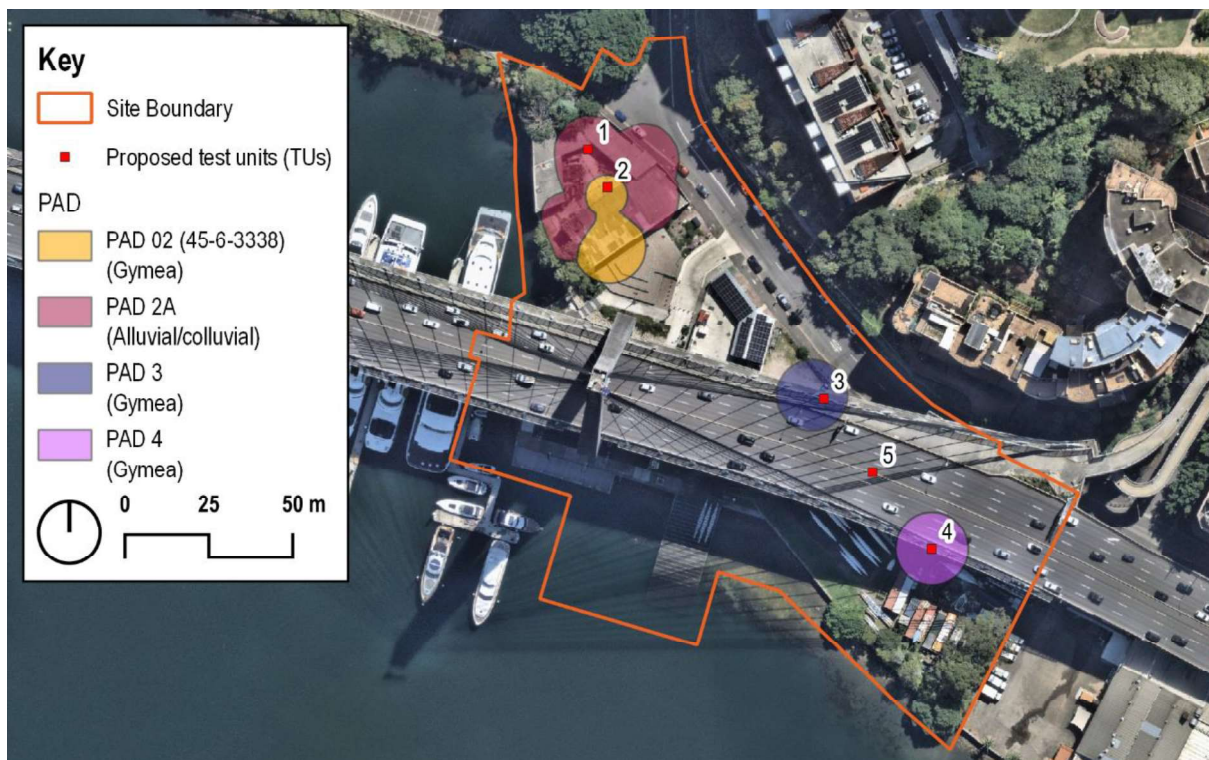 Key
Site Boundary
Proposed test units (TUs)
PAD
PAD 02 (45-6-3338)
(Gymea)
PAD 2A
(Alluvial/colluvial)
PAD 3
(Gymea)
PAD 4
(Gymea)
0 25 50 m
1
2
3
5
4